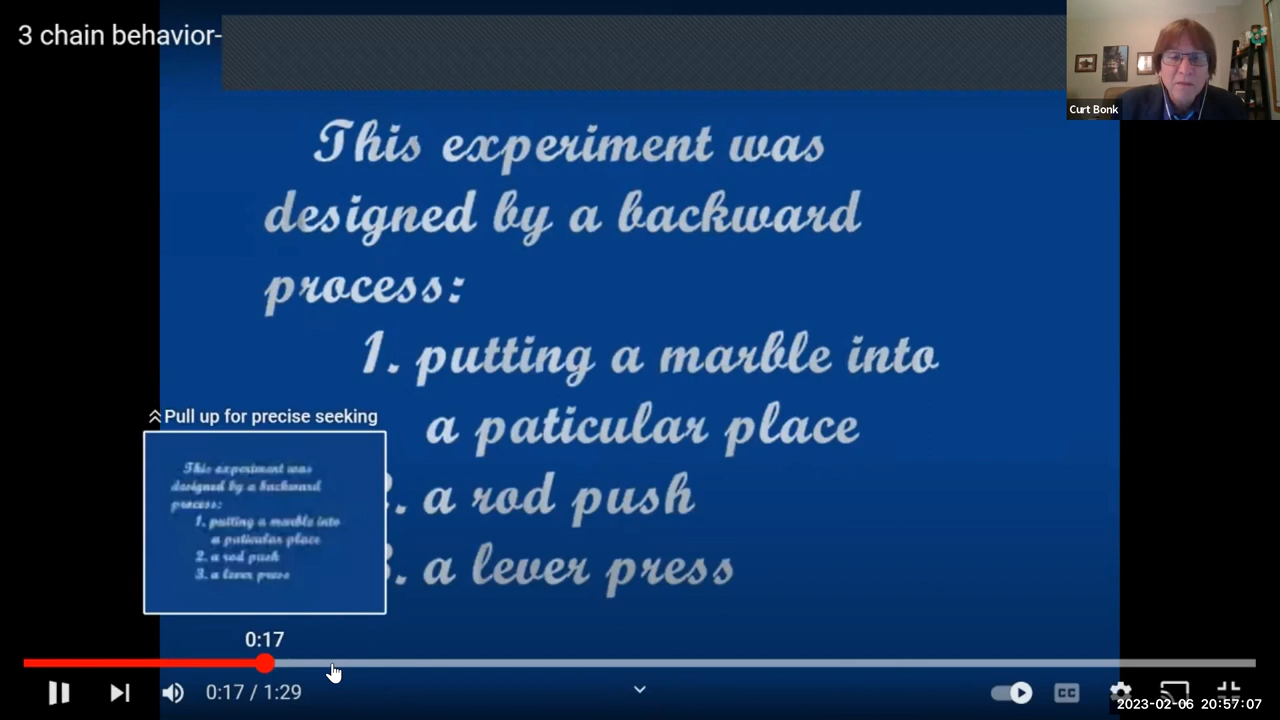 3 chain behavior-
Curt Bonk
This experiment was
designed by a backward
process:
1. putting a marble into
a paticular place
. a rod push
. a lever press
Pull up for precise seeking
This experiment was
designed by a backward
process:
1. putting a marble into
a paticular place
2. a rod push
3. a lever press
0:17
0:17 / 1:29
CC
2023-02-06 20:57:07